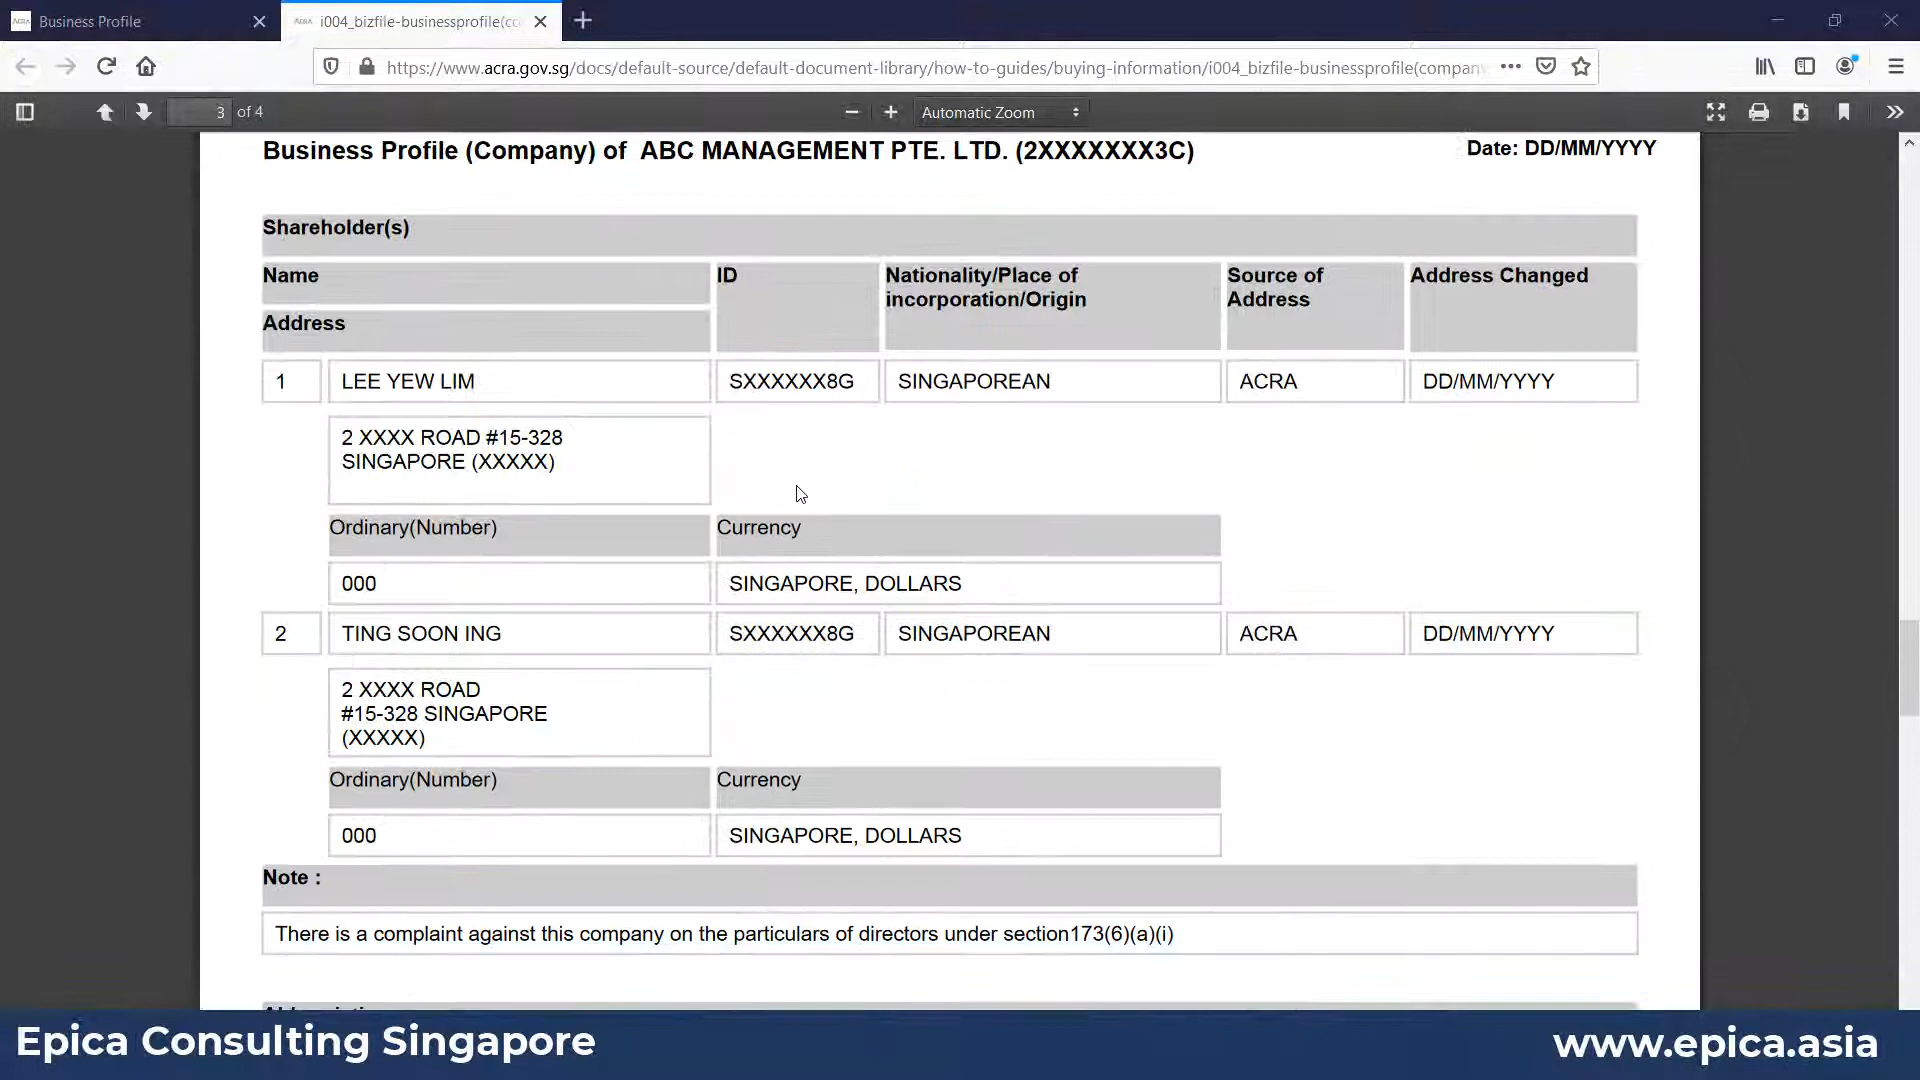 Business Profile
i004_bizfile-businessprofile(co
https://www.acra.gov.sg/docs/default-source/default-document-library/how-to-guides/buying-information/i004_bizfile-businessprofile(company
3 of 4
Automatic Zoom
Business Profile (Company) of ABC MANAGEMENT PTE. LTD. (2XXXXXXX3C)
Date: DD/MM/YYYY
Shareholder(s)
Name
ID
Nationality/Place of
incorporation/Origin
Source of
Address
Address Changed
Address
1
LEE YEW LIM
SXXXXXX8G
SINGAPOREAN
ACRA
DD/MM/YYYY
2 XXXX ROAD #15-328
SINGAPORE (XXXXX)
Ordinary(Number)
Currency
000
SINGAPORE, DOLLARS
2
TING SOON ING
SXXXXXX8G
SINGAPOREAN
ACRA
DD/MM/YYYY
2 XXXX ROAD
#15-328 SINGAPORE
(XXXXX)
Ordinary(Number)
Currency
000
SINGAPORE, DOLLARS
Note :
There is a complaint against this company on the particulars of directors under section173(6)(a)(i)
Epica Consulting Singapore
www.epica.asia